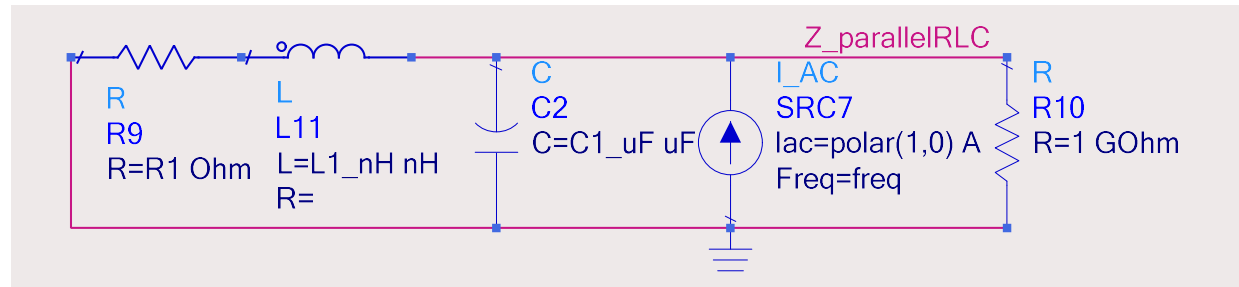 Z_parallelRLC
R
R9
R=R1 Ohm
L
L11
L=L1_nH nH
R=
C
C2
C=C1_uF uF
I_AC
SRC7
Iac=polar(1,0) A
Freq=freq
R
R10
R=1 GOhm